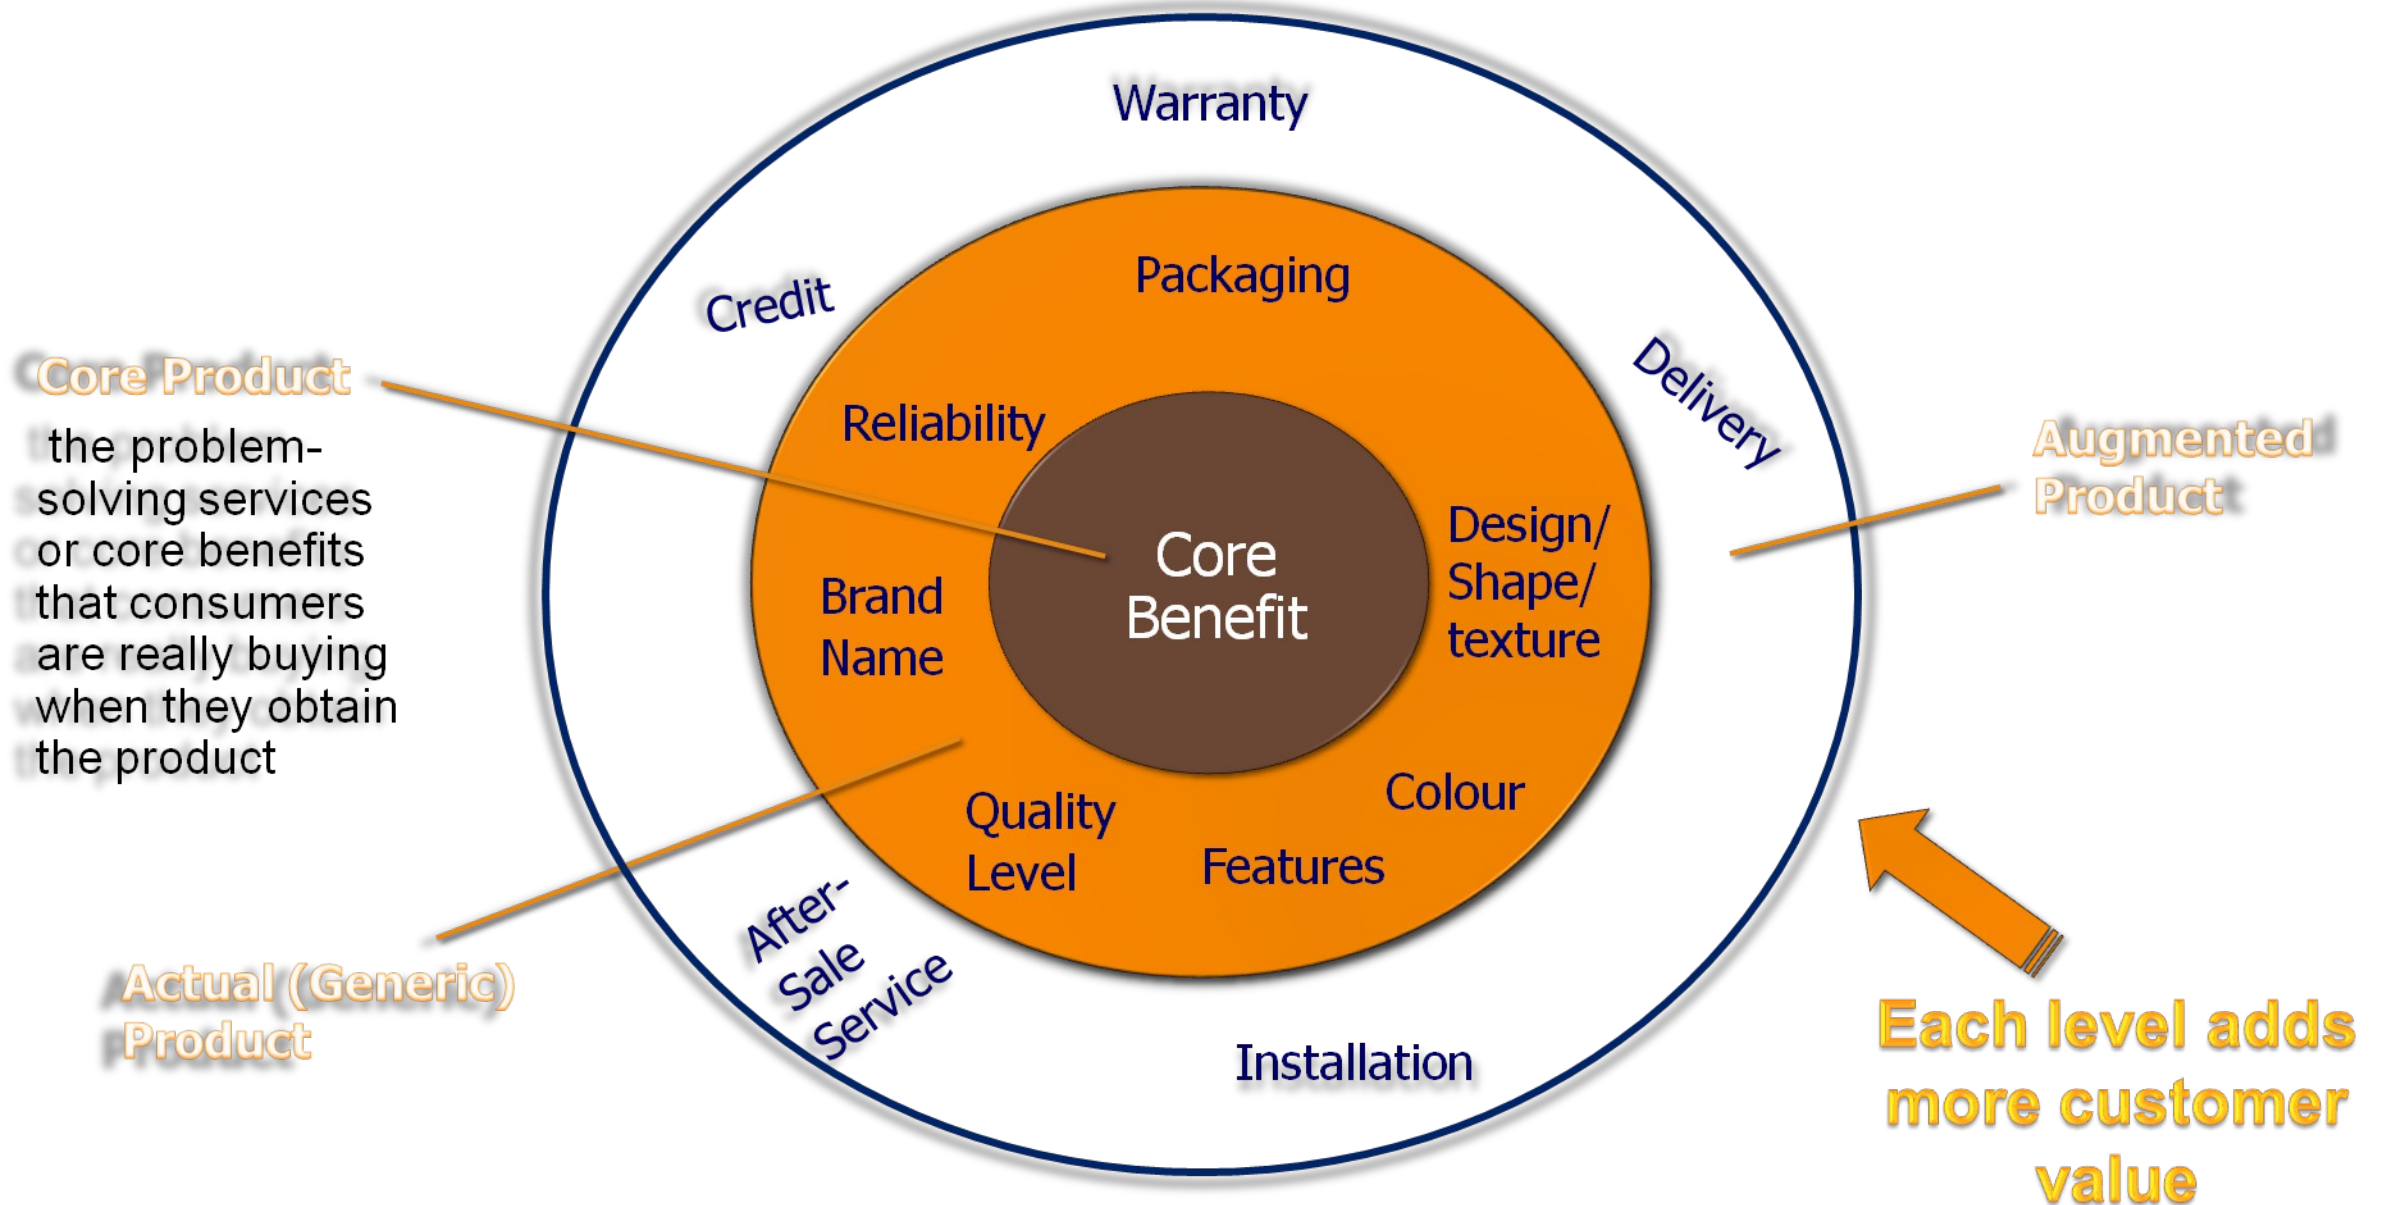 Warranty
Credit
Packaging
Delivery
Core Product
the problem-
solving services
or core benefits
that consumers
are really buying
when they obtain
the product
Reliability
Augmented
Product
Brand
Name
Core
Benefit
Design/
Shape/
texture
Quality
Level
Features
Colour
After-
Sale
Service
Installation
Actual (Generic)
Product
Each level adds
more customer
value